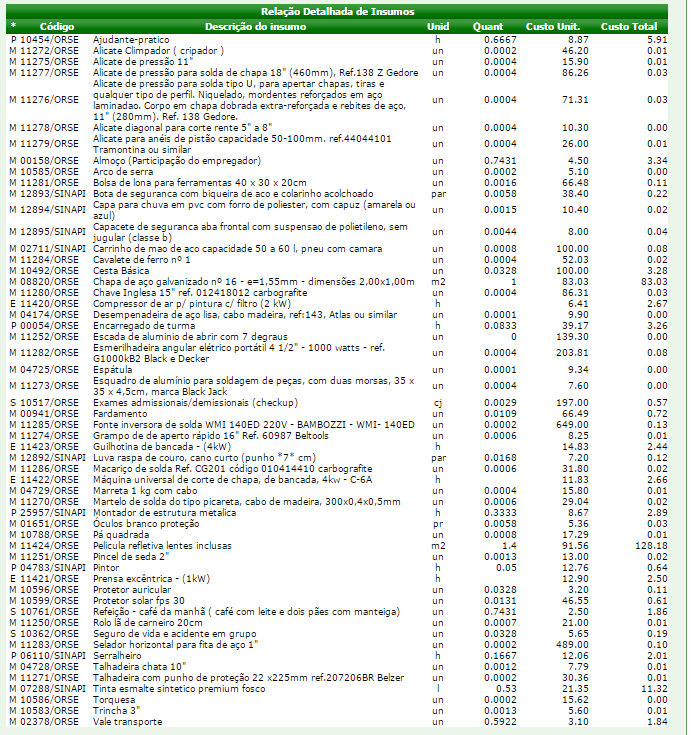 Relação Detalhada de Insumos
* Código Descrição do insumo Unid Quant Custo Unit. Custo Total
P 10454/ORSE Ajudante-pratico h 0.6667 8.87 5.91
M 11272/ORSE Alicate Climpador ( cripador ) un 0.0002 46.20 0.01
M 11275/ORSE Alicate de pressão 11" un 0.0004 15.90 0.01
M 11277/ORSE Alicate de pressão para solda de chapa 18" (460mm), Ref.138 Z Gedore un 0.0004 86.26 0.03
Alicate de pressão para solda tipo U, para apertar chapas, tiras e
qualquer tipo de perfil. Niquelado, mordentes reforçados em aço
M 11276/ORSE laminadao. Corpo em chapa dobrada extra-reforçada e rebites de aço, un 0.0004 71.31 0.03
11" (280mm). Ref. 138 Gedore.
M 11278/ORSE Alicate diagonal para corte rente 5" a 8" un 0.0004 10.30 0.00
M 11279/ORSE Alicate para anéis de pistão capacidade 50-100mm. ref.44044101 un 0.0004 26.00 0.01
Tramontina ou similar
M 00158/ORSE Almoço (Participação do empregador) un 0.7431 4.50 3.34
M 10585/ORSE Arco de serra un 0.0002 5.10 0.00
M 11281/ORSE Bolsa de lona para ferramentas 40 x 30 x 20cm un 0.0016 66.48 0.11
M 12893/SINAPI Bota de seguranca com biqueira de aco e colarinho acolchoado par 0.0058 38.40 0.22
M 12894/SINAPI Capa para chuva em pvc com forro de poliester, com capuz (amarela ou un 0.0015 10.40 0.02
azul)
M 12895/SINAPI Capacete de seguranca aba frontal com suspensao de polietileno, sem un 0.0044 8.00 0.04
jugular (classe b)
M 02711/SINAPI Carrinho de mao de aco capacidade 50 a 60 l, pneu com camara un 0.0008 100.00 0.08
M 11284/ORSE Cavalete de ferro nº 1 un 0.0004 52.03 0.02
M 10492/ORSE Cesta Básica un 0.0328 100.00 3.28
M 08820/ORSE Chapa de aço galvanizado nº 16 - e=1,55mm - dimensões 2,00x1,00m m2 1 83.03 83.03
M 11280/ORSE Chave Inglesa 15" ref. 012418012 carbografite un 0.0004 86.31 0.03
E 11420/ORSE Compressor de ar p/ pintura c/ filtro (2 kW) h 6.41 2.67
M 04174/ORSE Desempenadeira de aço lisa, cabo madeira, ref:143, Atlas ou similar un 0.0001 9.90 0.00
P 00054/ORSE Encarregado de turma h 0.0833 39.17 3.26
M 11252/ORSE Escada de aluminio de abrir com 7 degraus un 0 139.30 0.00
M 11282/ORSE Esmerilhadeira angular elétrico portátil 4 1/2" - 1000 watts - ref. un 0.0004 203.81 0.08
G1000kB2 Black e Decker
M 04725/ORSE Espátula un 0.0001 9.34 0.00
M 11273/ORSE Esquadro de alumínio para soldagem de peças, com duas morsas, 35 x un 0.0004 7.60 0.00
35 x 4,5cm, marca Black Jack
S 10517/ORSE Exames admissionais/demissionais (checkup) cj 0.0029 197.00 0.57
M 00941/ORSE Fardamento un 0.0109 66.49 0.72
M 11285/ORSE Fonte inversora de solda WMI 140ED 220V - BAMBOZZI - WMI- 140ED un 0.0002 649.00 0.13
M 11274/ORSE Grampo de de aperto rápido 16" Ref. 60987 Beltools un 0.0006 8.25 0.01
E 11423/ORSE Guilhotina de bancada - (4kW) h 14.83 2.44
M 12892/SINAPI Luva raspa de couro, cano curto (punho *7* cm) par 0.0168 7.20 0.12
M 11286/ORSE Macariço de solda Ref. CG201 código 010414410 carbografite un 0.0006 31.80 0.02
E 11422/ORSE Máquina universal de corte de chapa, de bancada, 4kw - C-6A h 11.83 2.66
M 04729/ORSE Marreta 1 kg com cabo un 0.0004 15.80 0.01
M 11270/ORSE Martelo de solda do tipo picareta, cabo de madeira, 300x0,4x0,5mm un 0.0006 29.04 0.02
P 25957/SINAPI Montador de estrutura metalica h 0.3333 8.67 2.89
M 01651/ORSE Óculos branco proteção pr 0.0058 5.36 0.03
M 10788/ORSE Pá quadrada un 0.0008 17.29 0.01
M 11424/ORSE Pelicula refletiva lentes inclusas m2 1.4 91.56 128.18
M 11251/ORSE Pincel de seda 2" un 0.0013 13.00 0.02
P 04783/SINAPI Pintor h 0.05 12.76 0.64
E 11421/ORSE Prensa excêntrica - (1kW) h 12.90 2.50
M 10596/ORSE Protetor auricular un 0.0328 3.20 0.11
M 10599/ORSE Protetor solar fps 30 un 0.0131 46.55 0.61
S 10761/ORSE Refeição - café da manhã ( café com leite e dois pães com manteiga) un 0.7431 2.50 1.86
M 11250/ORSE Rolo lã de carneiro 20cm un 0.0007 21.00 0.01
S 10362/ORSE Seguro de vida e acidente em grupo un 0.0328 5.65 0.19
M 11283/ORSE Selador horizontal para fita de aço 1" un 0.0002 489.00 0.10
P 06110/SINAPI Serralheiro h 0.1667 12.06 2.01
M 04728/ORSE Talhadeira chata 10" un 0.0012 7.79 0.01
M 11271/ORSE Talhadeira com punho de proteção 22 x225mm ref.207206BR Belzer un 0.0002 30.36 0.01
M 07288/SINAPI Tinta esmalte sintetico premium fosco l 0.53 21.35 11.32
M 10586/ORSE Torquesa un 0.0002 15.62 0.00
M 10583/ORSE Trincha 3" un 0.0013 5.60 0.01
M 02378/ORSE Vale transporte un 0.5922 3.10 1.84